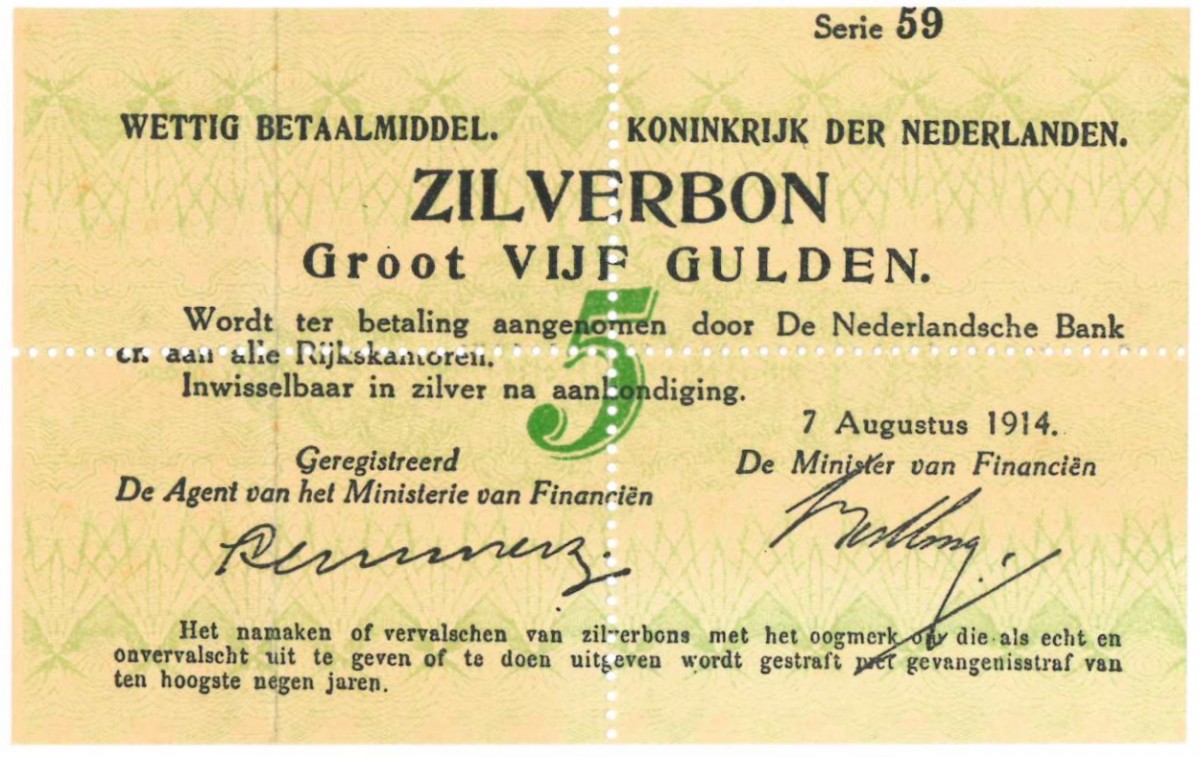 Serie 59
WETTIG BETAALMIDDEL. KONINKRIJK DER NEDERLANDEN.
ZILVERBON
Groot VIJF GULDEN.
5
Wordt ter betaling aangenomen door De Nederlandsche Bank
en aan alle Rijkskantoren.
Inwisselbaar in zilver na aankondiging.
7 Augustus 1914.
Geregistreerd De Minister van Financiën
De Agent van het Ministerie van Financiën
Het namaken of vervalschen van zilverbons met het oogmerk om die als echt en
onvervalscht uit te geven of te doen uitgeven wordt gestraft met gevangenisstraf van
ten hoogste negen jaren.